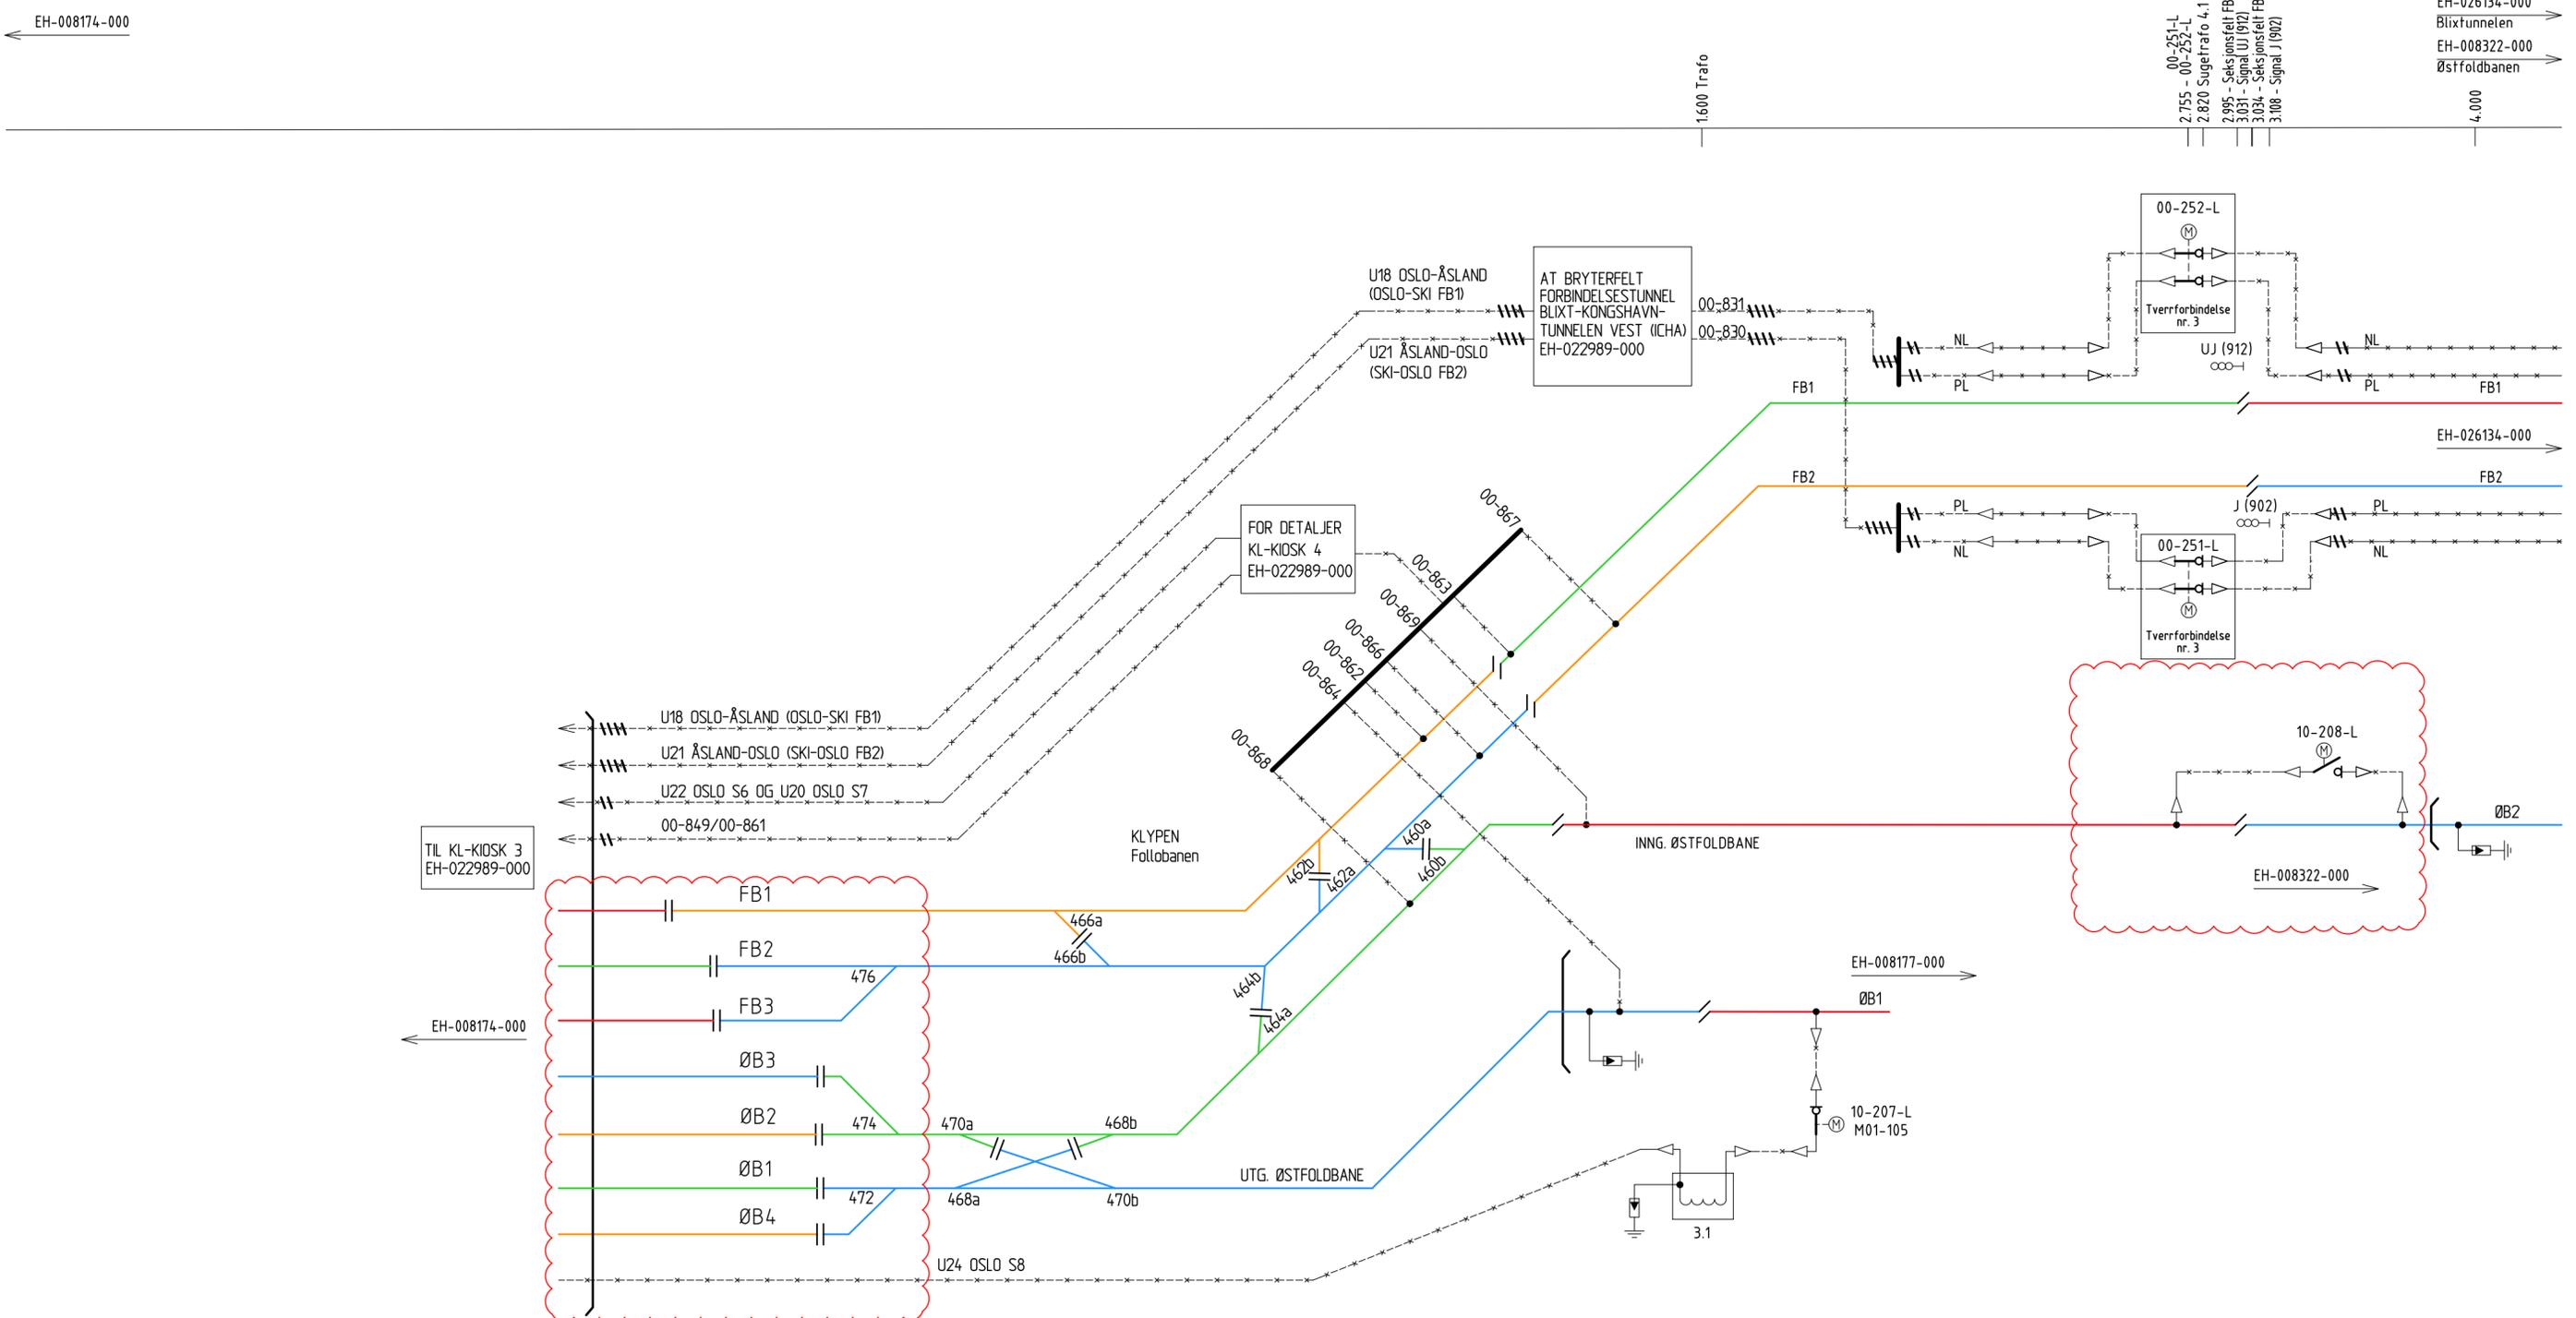 EH-008174-000
1.600 Trafo
00-251-L
2.755 - 00-252-L
2.820 Sugetrafo 4.1
2.995 - Seksjonsfelt FB
3.031 - Signal UJ (912)
3.034 - Seksjonsfelt FB
3.108 - Signal J (902)
EH-026134-000
Blixtunnelen
EH-008322-000
Østfoldbanen
4.000
00-252-L
M
Tverrforbindelse
nr. 3
UJ (912)
U18 OSLO-ÅSLAND
(OSLO-SKI FB1)
U21 ÅSLAND-OSLO
(SKI-OSLO FB2)
AT BRYTERFELT
FORBINDELSESTUNNEL
BLIXT-KONGSHAVN-
TUNNELEN VEST (ICHA)
EH-022989-000
00-831
00-830
NL
PL
NL
PL
FB1
FB1
EH-026134-000
FB2
FB2
PL
NL
J (902)
PL
NL
00-251-L
M
Tverrforbindelse
nr. 3
FOR DETALJER
KL-KIOSK 4
EH-022989-000
00-867
00-863
00-869
00-866
00-862
00-864
00-868
U18 OSLO-ÅSLAND (OSLO-SKI FB1)
U21 ÅSLAND-OSLO (SKI-OSLO FB2)
U22 OSLO S6 OG U20 OSLO S7
00-849/00-861
TIL KL-KIOSK 3
EH-022989-000
KLYPEN
Follobanen
10-208-L
M
ØB2
INNG. ØSTFOLDBANE
EH-008322-000
460a
460b
462b
462a
FB1
466a
FB2
466b
476
FB3
464b
464a
EH-008177-000
ØB1
EH-008174-000
ØB3
ØB2
474
470a
468b
ØB1
472
468a
470b
UTG. ØSTFOLDBANE
ØB4
10-207-L
M
M01-105
3.1
U24 OSLO S8